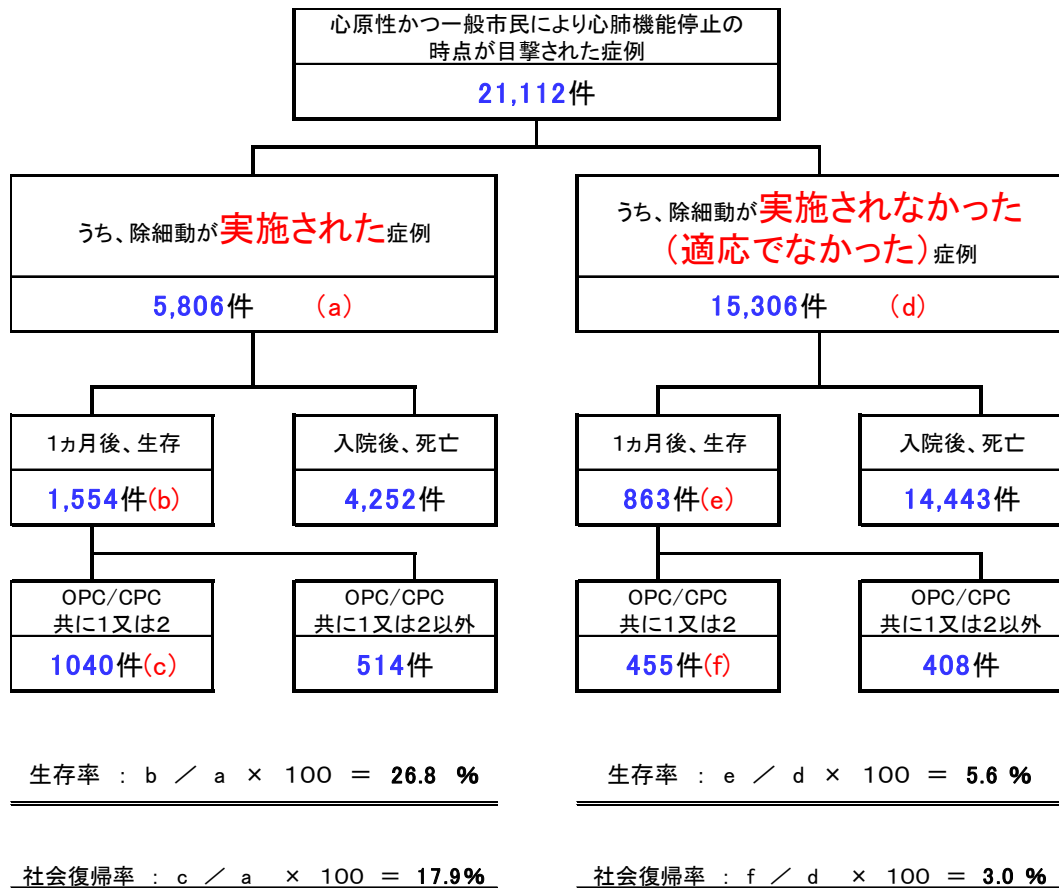 心原性かつ一般市民により心肺機能停止の
時点が目撃された症例
21,112件
うち、除細動が実施された症例
5,806件 (a)
うち、除細動が実施されなかった
(適応でなかった)症例
15,306件 (d)
1ヵ月後、生存
1,554件(b)
入院後、死亡
4,252件
1ヵ月後、生存
863件(e)
入院後、死亡
14,443件
OPC/CPC
共に1又は2
1040件(c)
OPC/CPC
共に1又は2以外
514件
OPC/CPC
共に1又は2
455件(f)
OPC/CPC
共に1又は2以外
408件
生存率 : b / a × 100 = 26.8 %
生存率 : e / d × 100 = 5.6 %
社会復帰率 : c / a × 100 = 17.9%
社会復帰率 : f / d × 100 = 3.0 %